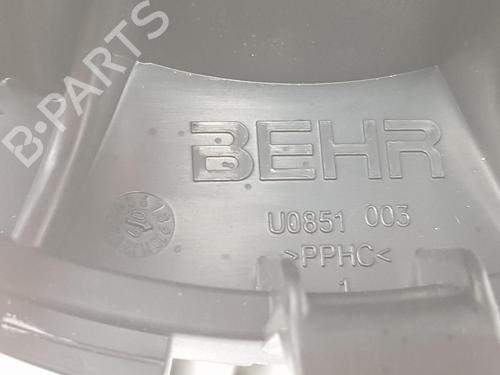 B-PARTS
BEHR
U0851 003
>PPHC<
1